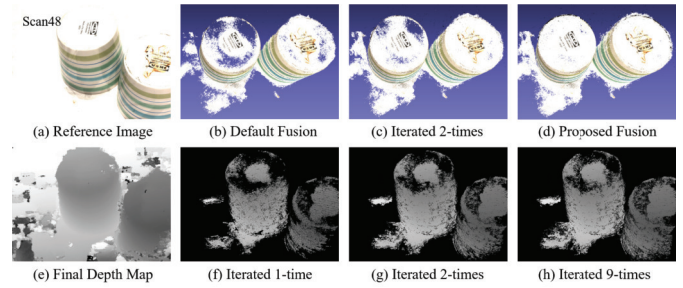 Scan48
(a) Reference Image
(b) Default Fusion
(c) Iterated 2-times
(d) Proposed Fusion
(e) Final Depth Map
(f) Iterated 1-time
(g) Iterated 2-times
(h) Iterated 9-times